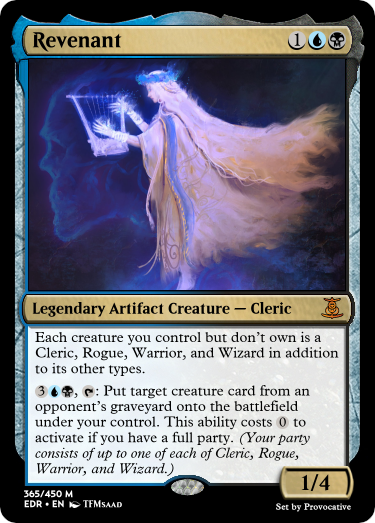 Revenant 1
Legendary Artifact Creature — Cleric
Each creature you control but don't own is a
Cleric, Rogue, Warrior, and Wizard in addition
to its other types.
3, : Put target creature card from an
opponent's graveyard onto the battlefield
under your control. This ability costs 0 to
activate if you have a full party. (Your party
consists of up to one of each of Cleric, Rogue,
Warrior, and Wizard.)
1/4
365/450 M
EDR • EN TFMSAAD
Set by Provocative